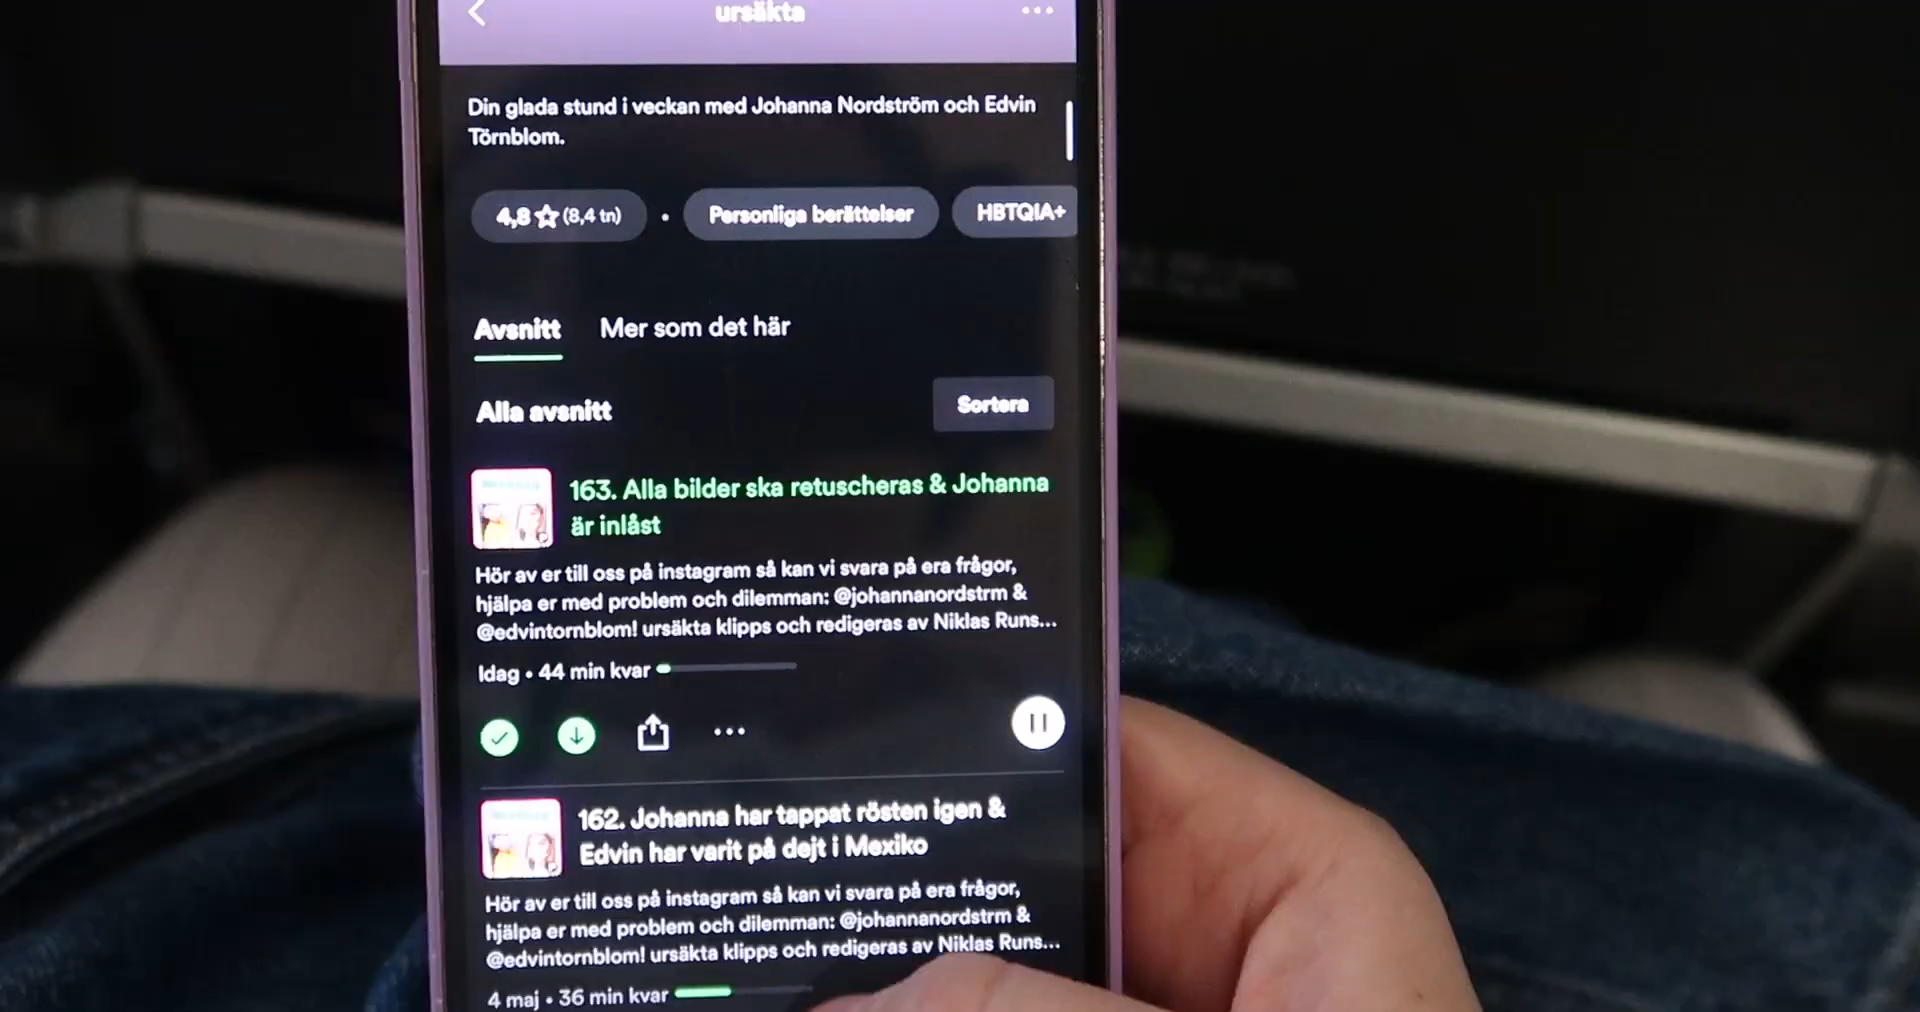 ursäkta
Din glada stund i veckan med Johanna Nordström och Edvin
Törnblom.
4,8 (8,4 tn) • Personliga berättelser HBTQIA+
Avsnitt Mer som det här
Alla avsnitt Sortera
163. Alla bilder ska retuscheras & Johanna
är inlåst
Hör av er till oss på instagram så kan vi svara på era frågor,
hjälpa er med problem och dilemman: @johannanordstrm &
@edvintornblom! ursäkta klipps och redigeras av Niklas Runs...
Idag • 44 min kvar
162. Johanna har tappat rösten igen &
Edvin har varit på dejt i Mexiko
Hör av er till oss på instagram så kan vi svara på era frågor,
hjälpa er med problem och dilemman: @johannanordstrm &
@edvintornblom! ursäkta klipps och redigeras av Niklas Runs...
4 maj • 36 min kvar